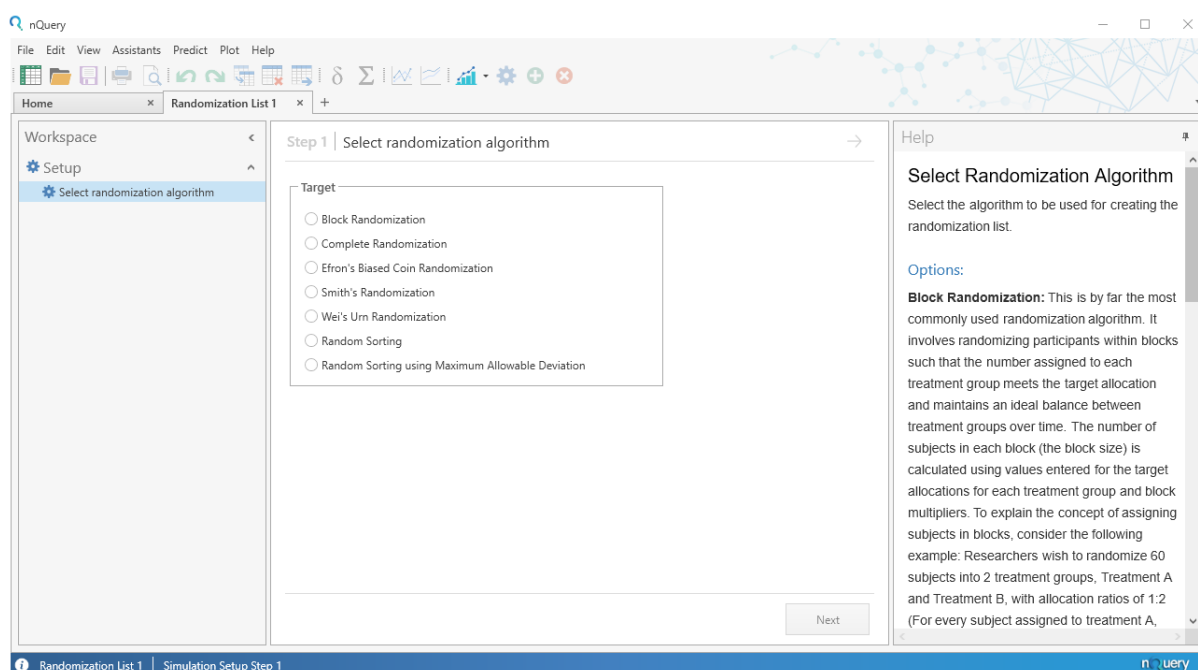 nQuery
File Edit View Assistants Predict Plot Help
Home
Randomization List 1
Workspace
Setup
Select randomization algorithm
Step 1 | Select randomization algorithm
Target
Block Randomization
Complete Randomization
Efron's Biased Coin Randomization
Smith's Randomization
Wei's Urn Randomization
Random Sorting
Random Sorting using Maximum Allowable Deviation
Next
Help
Select Randomization Algorithm
Select the algorithm to be used for creating the
randomization list.
Options:
Block Randomization: This is by far the most
commonly used randomization algorithm. It
involves randomizing participants within blocks
such that the number assigned to each
treatment group meets the target allocation
and maintains an ideal balance between
treatment groups over time. The number of
subjects in each block (the block size) is
calculated using values entered for the target
allocations for each treatment group and block
multipliers. To explain the concept of assigning
subjects in blocks, consider the following
example: Researchers wish to randomize 60
subjects into 2 treatment groups, Treatment A
and Treatment B, with allocation ratios of 1:2
(For every subject assigned to treatment A,
Randomization List 1 | Simulation Setup Step 1
nQuery